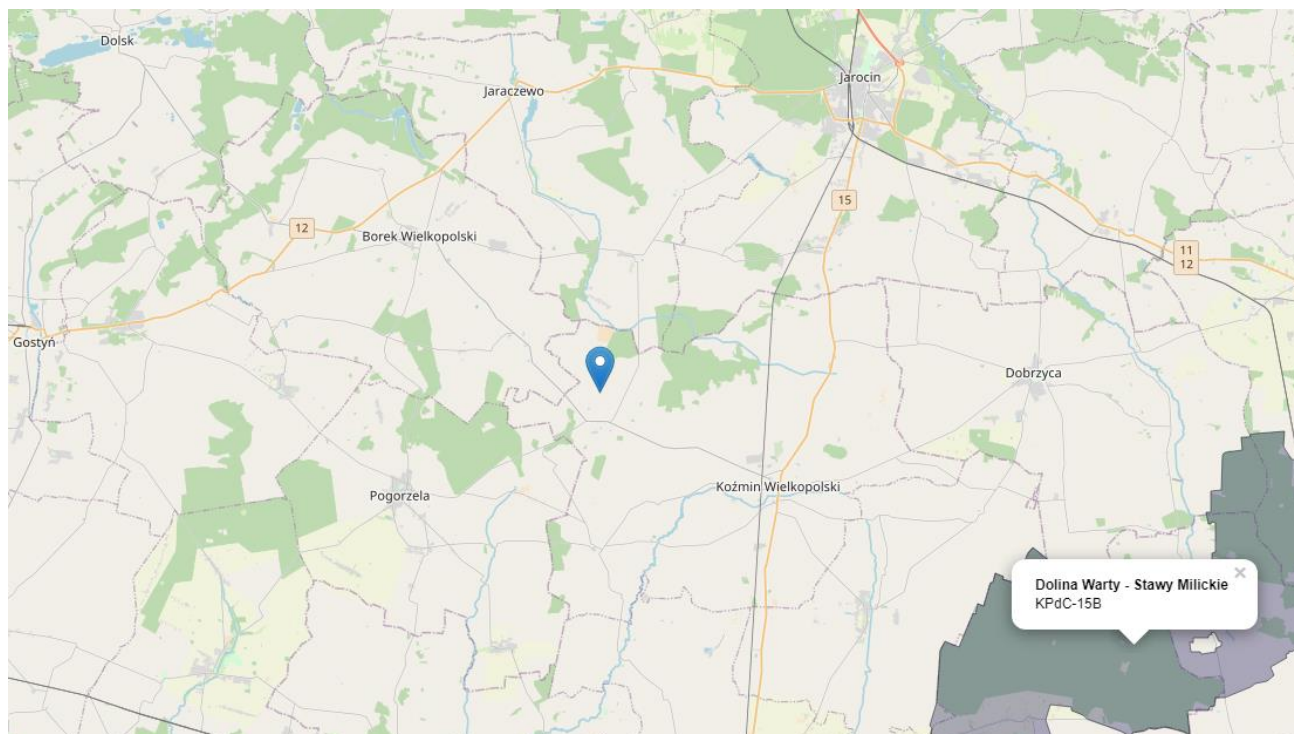 Dolsk
Jaraczewo
Jarocin
15
12
Borek Wielkopolski
11
12
Gostyń
Dobrzyca
Pogorzela
Koźmin Wielkopolski
Dolina Warty - Stawy Milickie
KPdC-15B
×